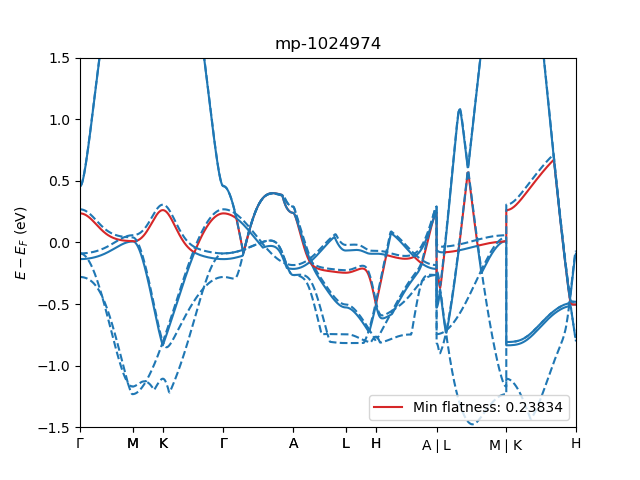 mp-1024974
E − E_F (eV)
1.5
1.0
0.5
0.0
−0.5
−1.0
−1.5
Γ M K Γ A L H A | L M | K H
Min flatness: 0.23834